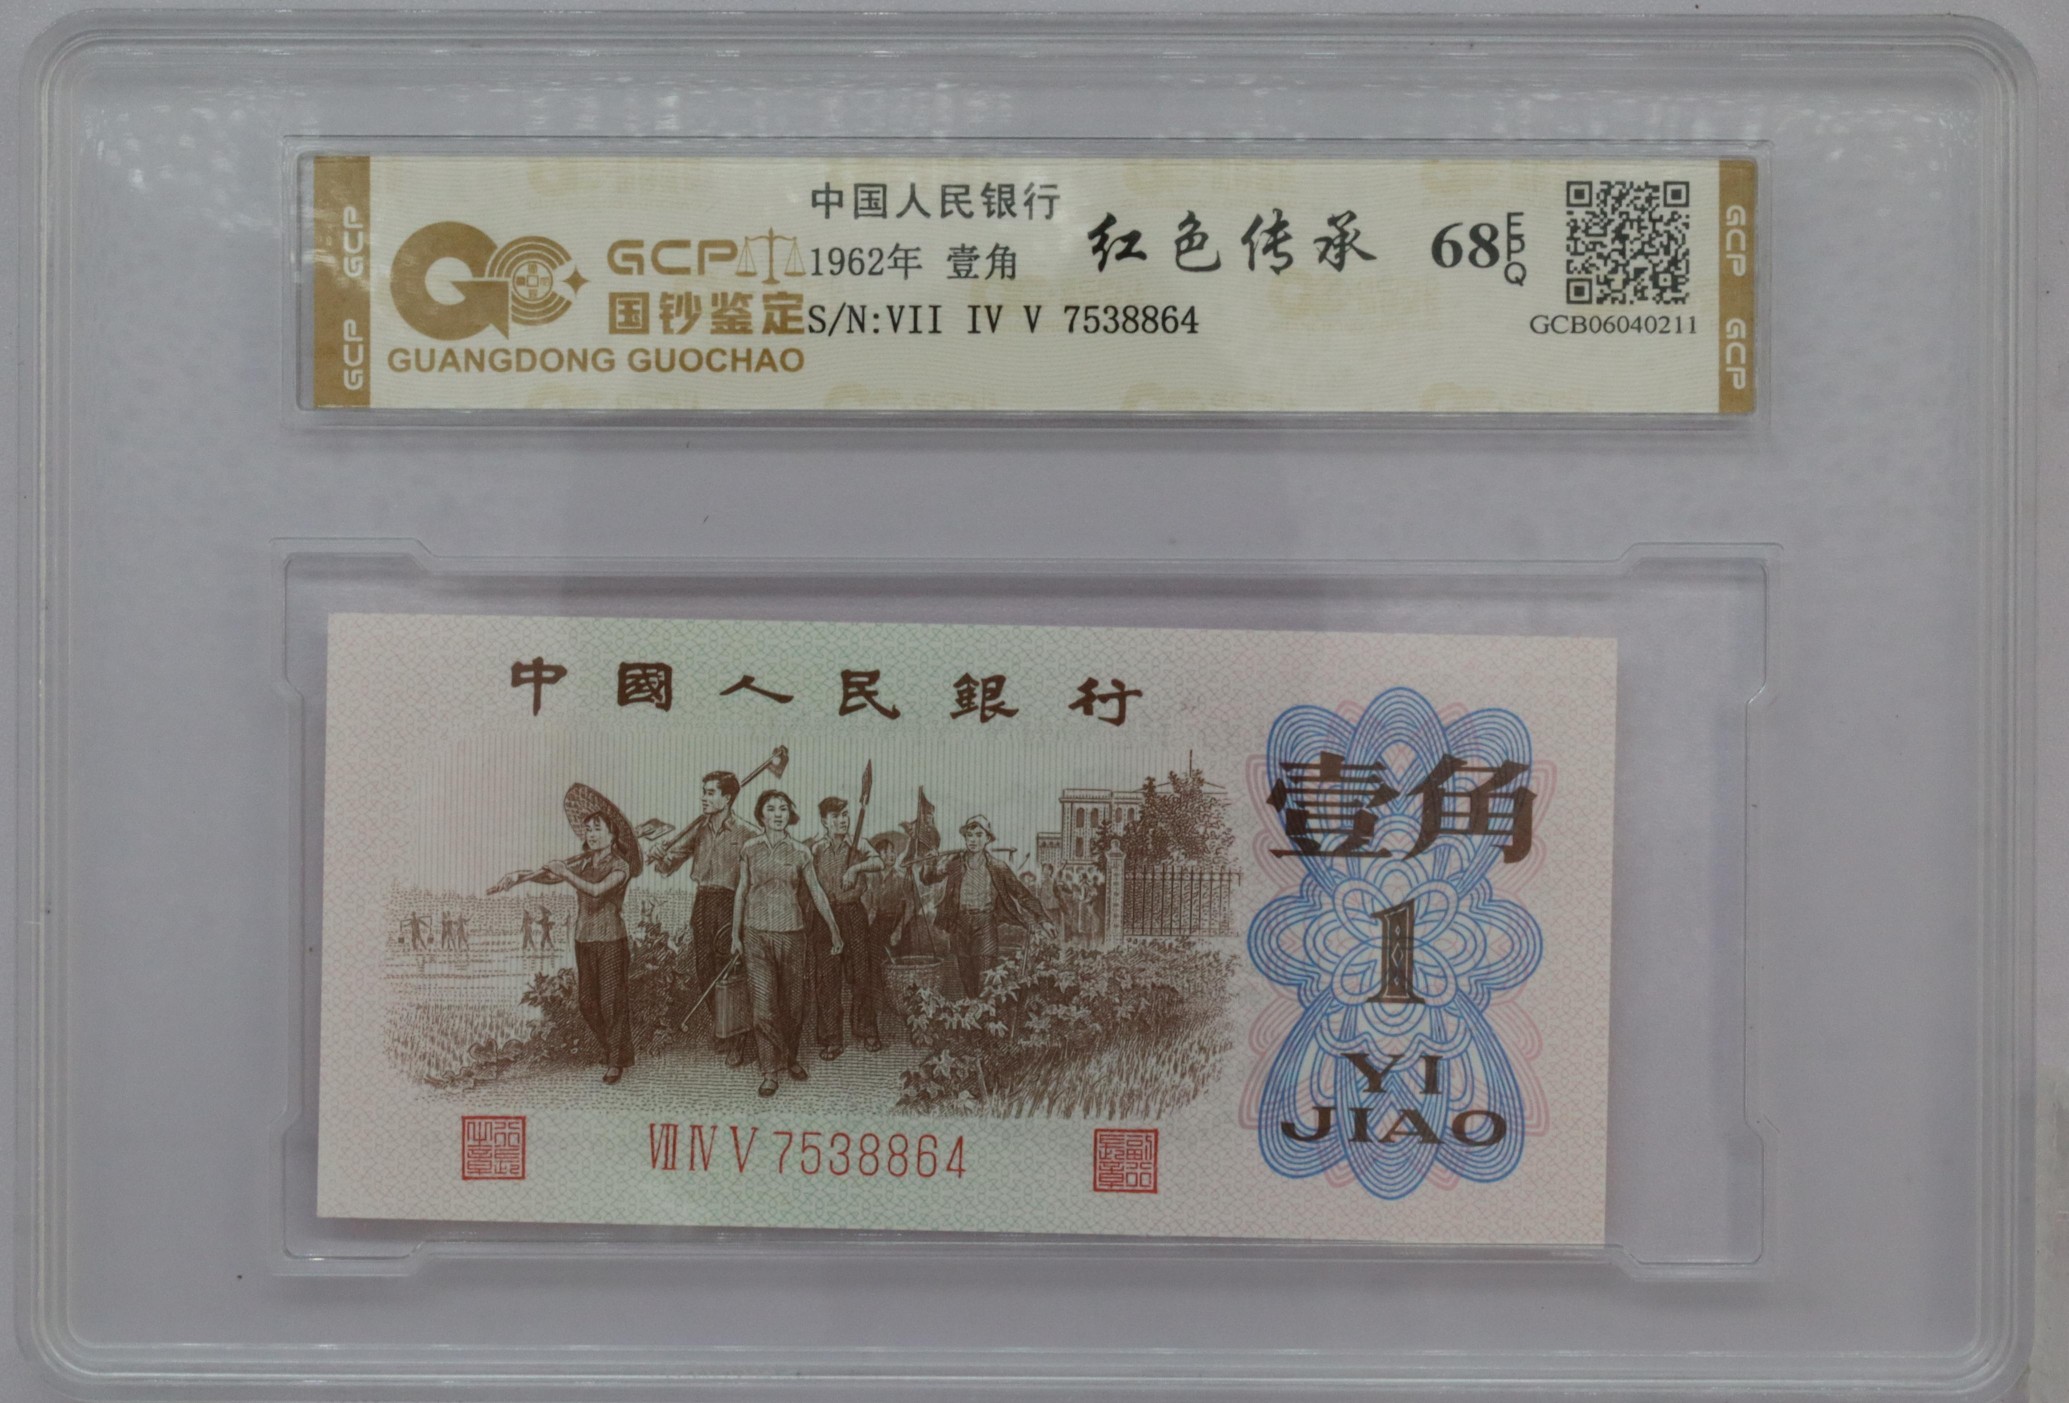 GCP GCP
GCP
国钞鉴定
GUANGDONG GUOCHAO
中国人民银行
1962年 壹角
S/N:VII IV V 7538864
红色传承
68 EPQ
GCB06040211
GCP GCP
中國人民銀行
壹角
1
YI
JIAO
VII IV V 7538864